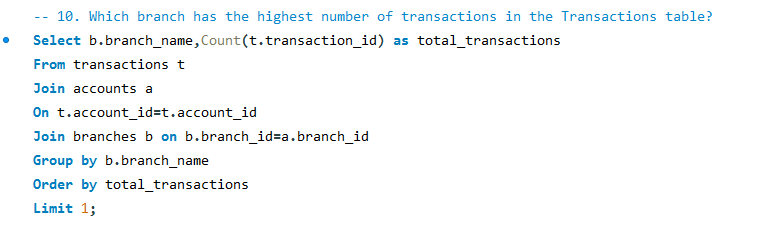 -- 10. Which branch has the highest number of transactions in the Transactions table?
Select b.branch_name,Count(t.transaction_id) as total_transactions
From transactions t
Join accounts a
On t.account_id=t.account_id
Join branches b on b.branch_id=a.branch_id
Group by b.branch_name
Order by total_transactions
Limit 1;